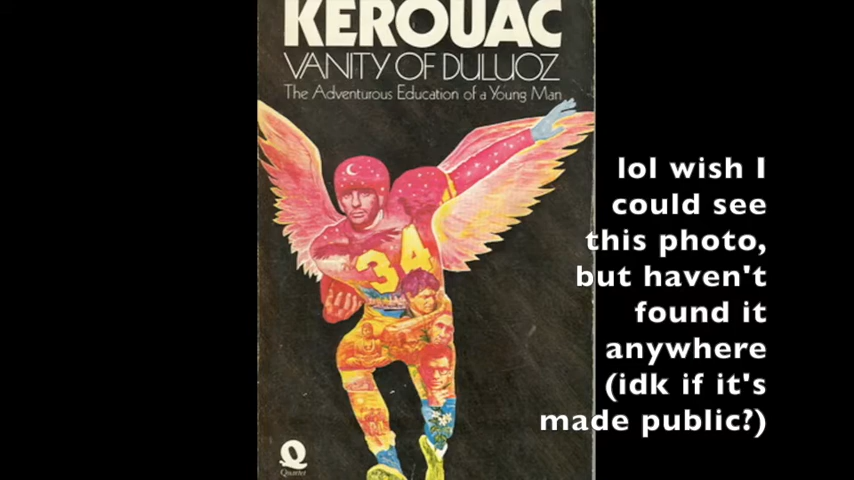 KEROUAC
VANITY OF DULUOZ
The Adventurous Education of a Young Man
34
Quartet
lol wish I
could see
this photo,
but haven't
found it
anywhere
(idk if it's
made public?)